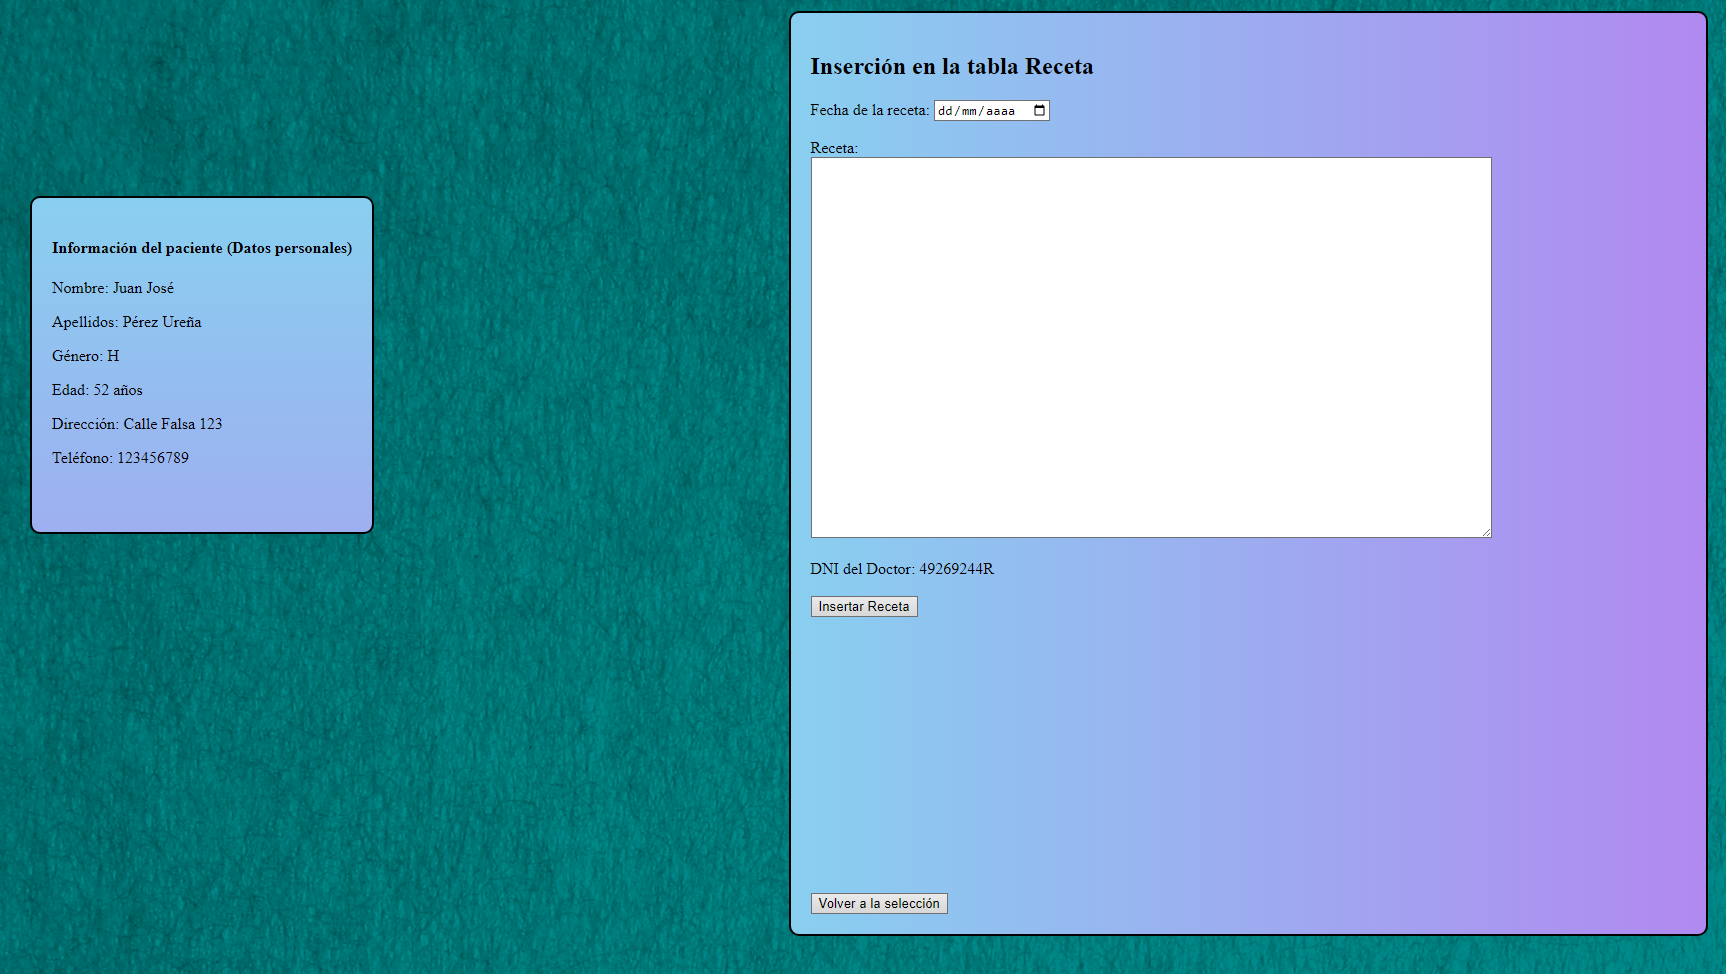 Información del paciente (Datos personales)
Nombre: Juan José
Apellidos: Pérez Ureña
Género: H
Edad: 52 años
Dirección: Calle Falsa 123
Teléfono: 123456789
Inserción en la tabla Receta
Fecha de la receta: dd/mm/aaaa
Receta:
DNI del Doctor: 49269244R
Insertar Receta
Volver a la selección